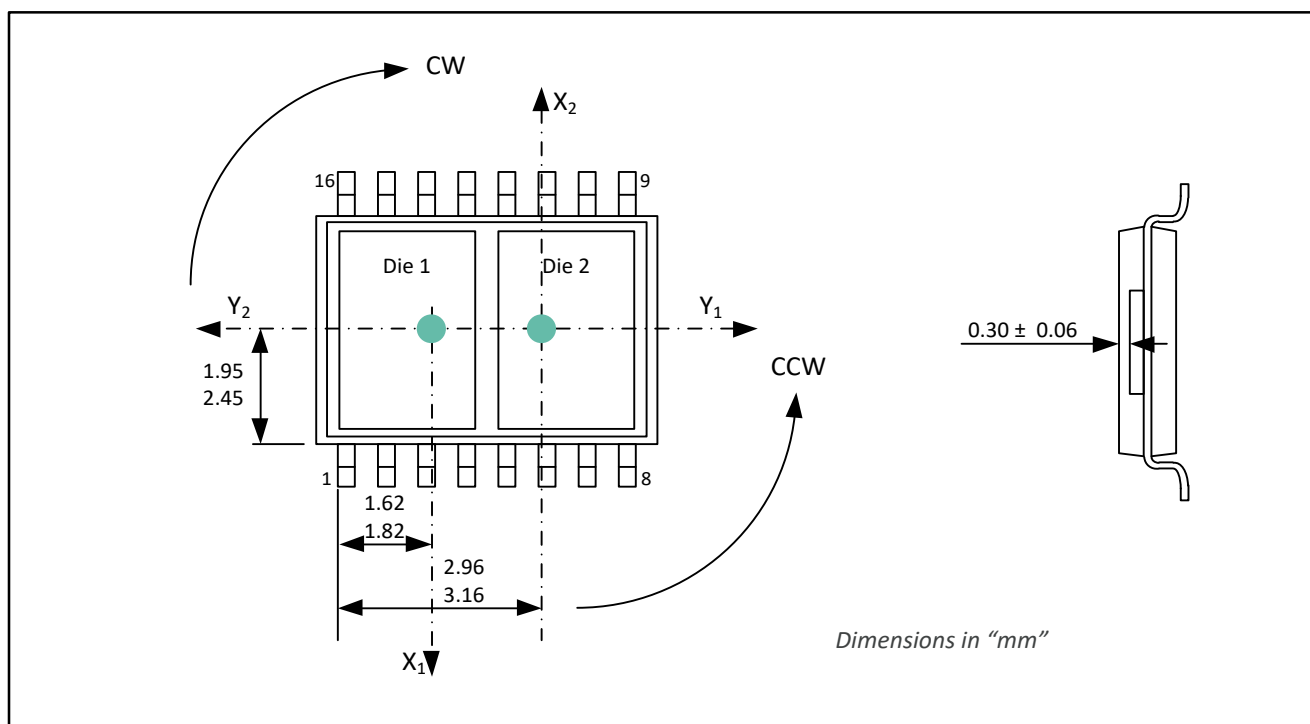 CW
X2
16
9
Die 1
Die 2
Y2
Y1
0.30 ± 0.06
1.95
2.45
CCW
1
8
1.62
1.82
2.96
3.16
Dimensions in “mm”
X1